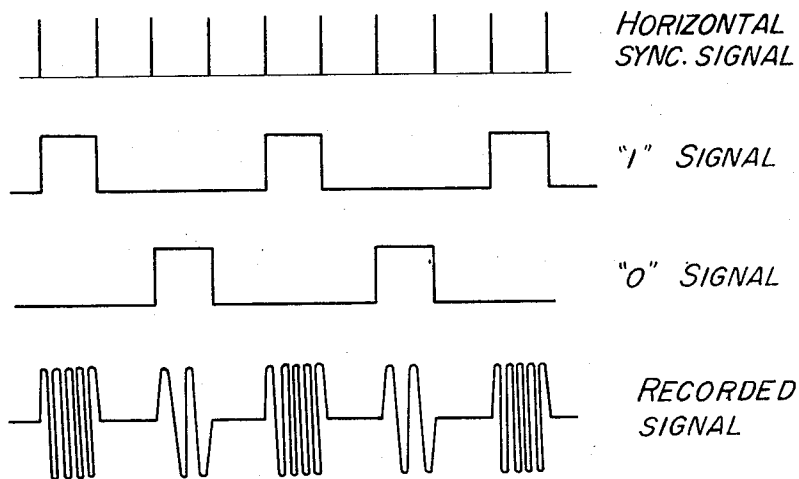 HORIZONTAL
SYNC. SIGNAL
"1" SIGNAL
"0" SIGNAL
RECORDED
SIGNAL